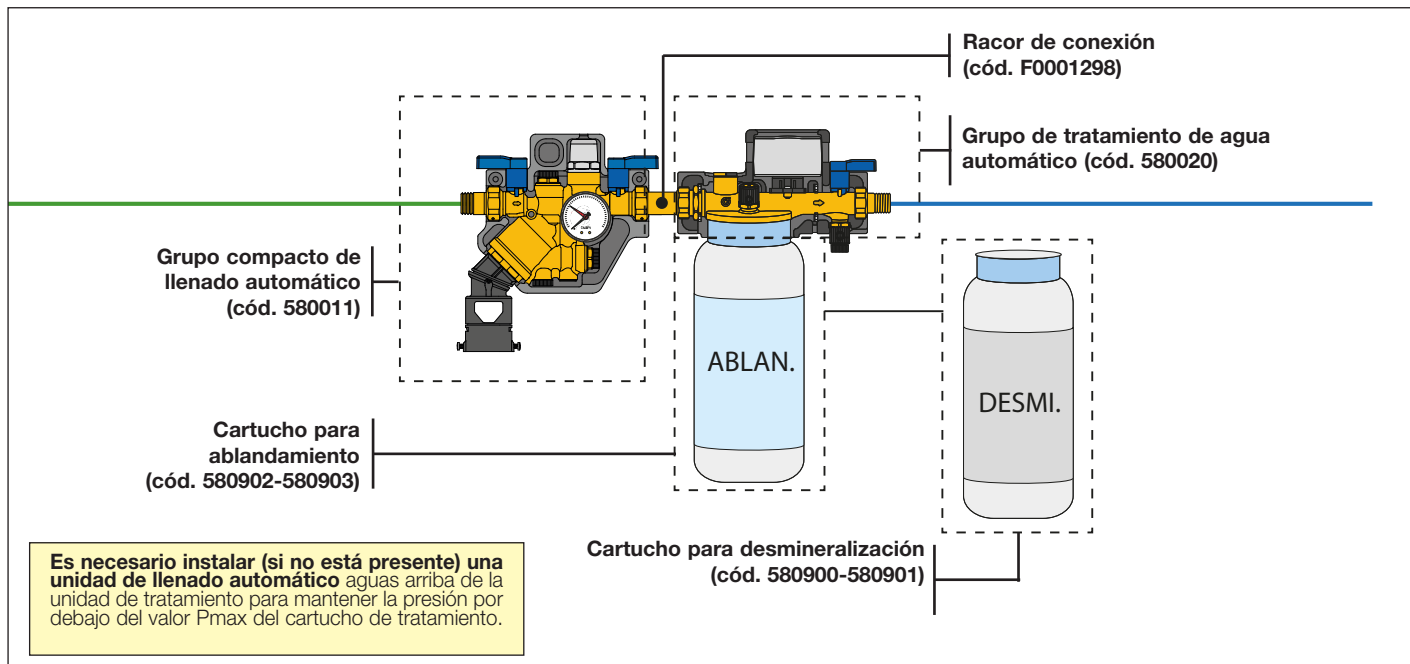 Racor de conexión
(cód. F0001298)
Grupo de tratamiento de agua
automático (cód. 580020)
Grupo compacto de
llenado automático
(cód. 580011)
ABLAN.
DESMI.
Cartucho para
ablandamiento
(cód. 580902-580903)
Cartucho para desmineralización
(cód. 580900-580901)
Es necesario instalar (si no está presente) una
unidad de llenado automático aguas arriba de la
unidad de tratamiento para mantener la presión por
debajo del valor Pmax del cartucho de tratamiento.